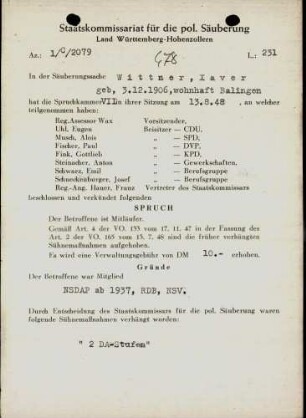 Staatskommissariat für die pol. Säuberung
Land Württemberg-Hohenzollern
Az.: 1/C/2079
L.: 231
In der Säuberungssache Wittner, Xaver
geb, 3.12.1906, wohnhaft Balingen
hat die Spruchkammer VII in ihrer Sitzung am 13.8.48 , an welcher
teilgenommen haben:
Reg.Assessor Wax Vorsitzender,
Uhl, Eugen Beisitzer — CDU,
Musch, Alois „ — SPD,
Fischer, Paul „ — DVP,
Fink, Gottlieb „ — KPD,
Steinacher, Anton „ — Gewerkschaften,
Schwarz, Emil „ — Berufsgruppe
Schneckenburger, Josef „ — Berufsgruppe
Reg.-Ang. Hauer, Franz Vertreter des Staatskommissars
beschlossen und verkündet folgenden
SPRUCH
Der Betroffene ist Mitläufer.
Gemäß Art. 4 der VO. 133 vom 17. 11. 47 in der Fassung des
Art. 2 der VO. 165 vom 13. 7. 48 sind die früher verhängten
Sühnemaßnahmen aufgehoben.
Es wird eine Verwaltungsgebühr von DM 10.- erhoben.
Gründe
Der Betroffene war Mitglied
NSDAP ab 1937, RDB, NSV.
Durch Entscheidung des Staatskommissars für die pol. Säuberung waren
folgende Sühnemaßnahmen verhängt worden:
" 2 DA-Stufen"